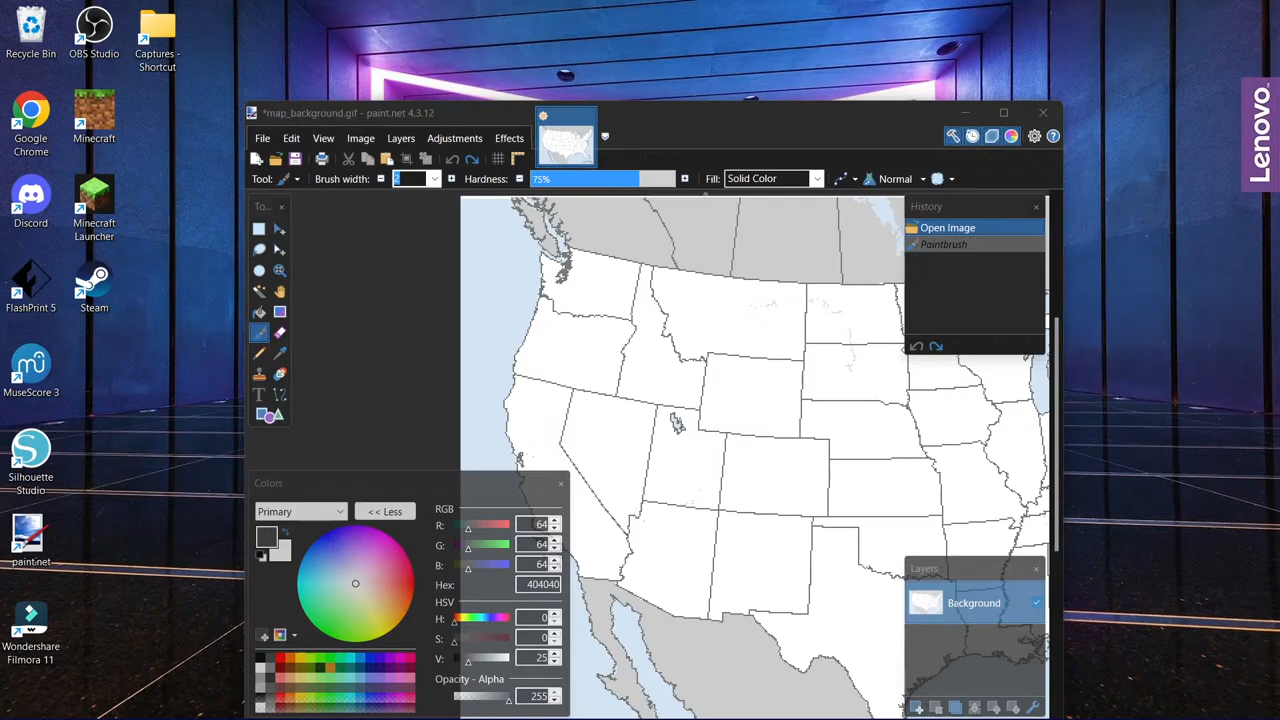 Recycle Bin
OBS Studio
Captures -
Shortcut
Google
Chrome
Minecraft
Discord
Minecraft
Launcher
FlashPrint 5
Steam
MuseScore 3
Silhouette
Studio
paint.net
Wondershare
Filmora 11
Lenovo
*map_background.gif - paint.net 4.3.12
File Edit View Image Layers Adjustments Effects
Tool: Brush width: 2 Hardness: 75% Fill: Solid Color Normal
To...
History
Open Image
Paintbrush
Colors
Primary
<< Less
RGB
R: 64
G: 64
B: 64
Hex: 404040
HSV
H: 0
S: 0
V: 25
Opacity - Alpha
255
Layers
Background